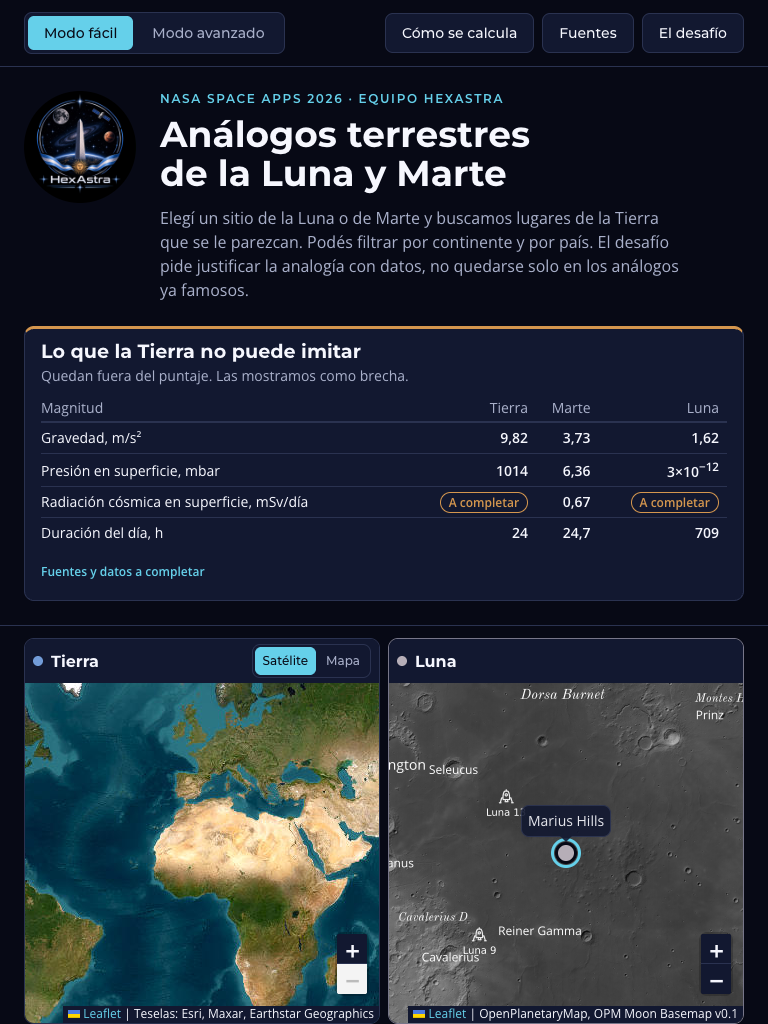 Modo fácil
Modo avanzado
Cómo se calcula
Fuentes
El desafío
HexAstra
NASA SPACE APPS 2026 · EQUIPO HEXASTRA
Análogos terrestres
de la Luna y Marte
Elegí un sitio de la Luna o de Marte y buscamos lugares de la Tierra
que se le parezcan. Podés filtrar por continente y por país. El desafío
pide justificar la analogía con datos, no quedarse solo en los análogos
ya famosos.
Lo que la Tierra no puede imitar
Quedan fuera del puntaje. Las mostramos como brecha.
Magnitud Tierra Marte Luna
Gravedad, m/s² 9,82 3,73 1,62
Presión en superficie, mbar 1014 6,36 3×10⁻¹²
Radiación cósmica en superficie, mSv/día A completar 0,67 A completar
Duración del día, h 24 24,7 709
Fuentes y datos a completar
Tierra
Satélite
Mapa
+
−
Leaflet | Teselas: Esri, Maxar, Earthstar Geographics
Luna
Dorsa Burnet
Montes H
Prinz
ngton
Seleucus
Luna 1
Marius Hills
anus
Cavalerius D
Reiner Gamma
Luna 9
Cavalerius
+
−
Leaflet | OpenPlanetaryMap, OPM Moon Basemap v0.1